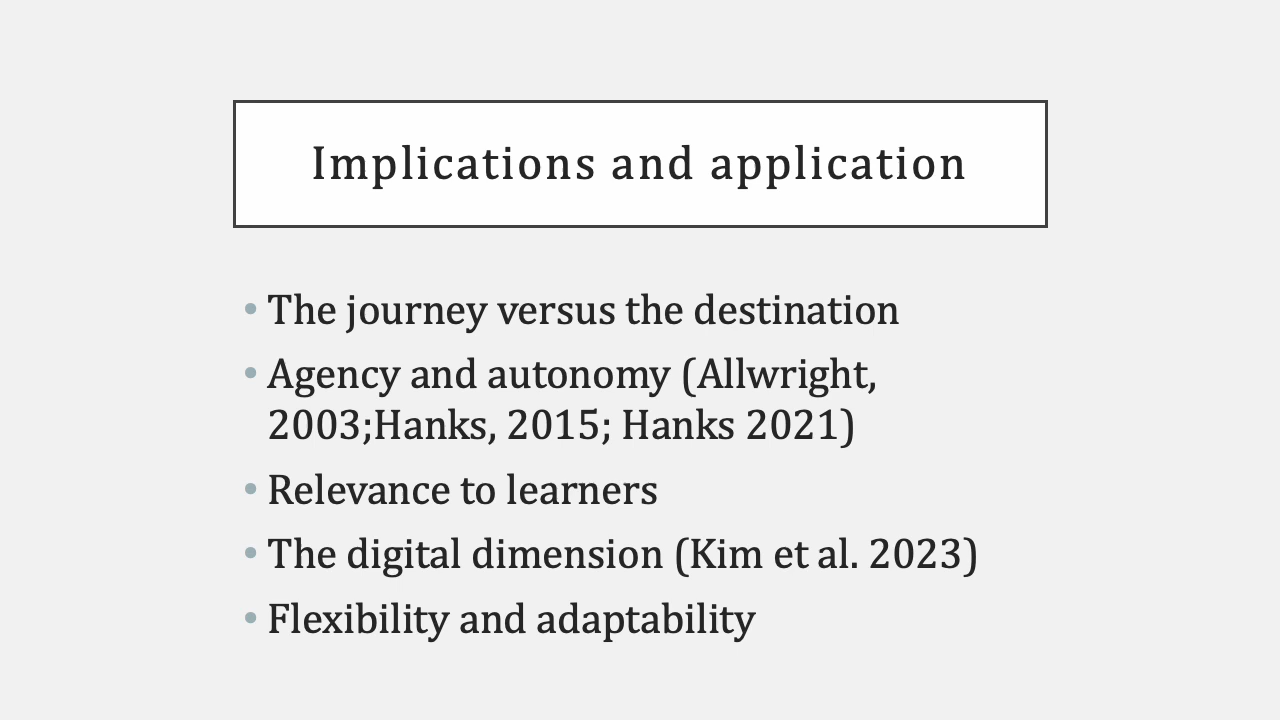 Implications and application
• The journey versus the destination
• Agency and autonomy (Allwright,
2003;Hanks, 2015; Hanks 2021)
• Relevance to learners
• The digital dimension (Kim et al. 2023)
• Flexibility and adaptability